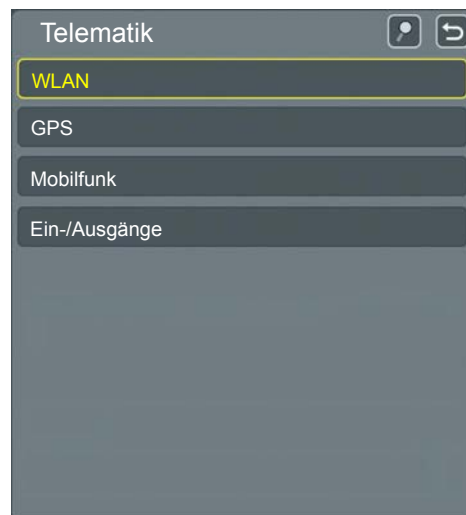 Telematik
WLAN
GPS
Mobilfunk
Ein-/Ausgänge